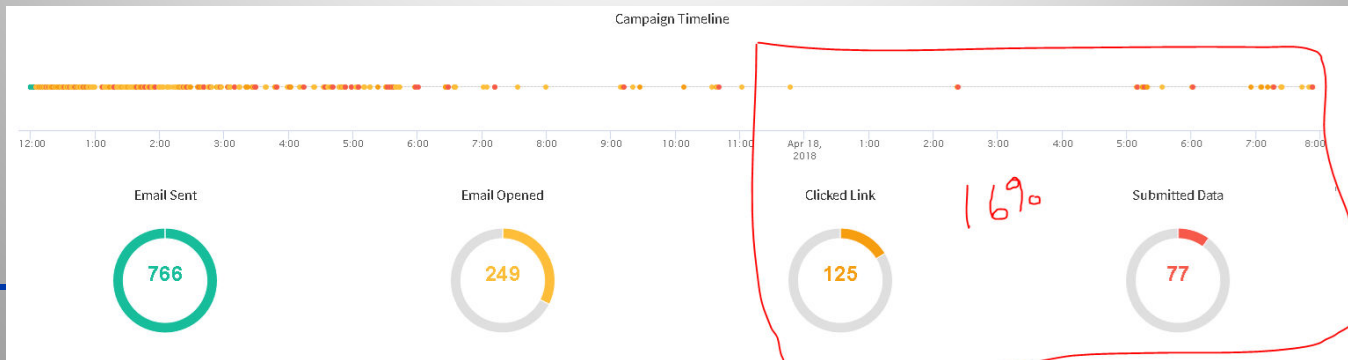 Campaign Timeline
12:00 1:00 2:00 3:00 4:00 5:00 6:00 7:00 8:00 9:00 10:00 11:00 Apr 18, 2018 1:00 2:00 3:00 4:00 5:00 6:00 7:00 8:00
Email Sent Email Opened Clicked Link 16% Submitted Data
766 249 125 77